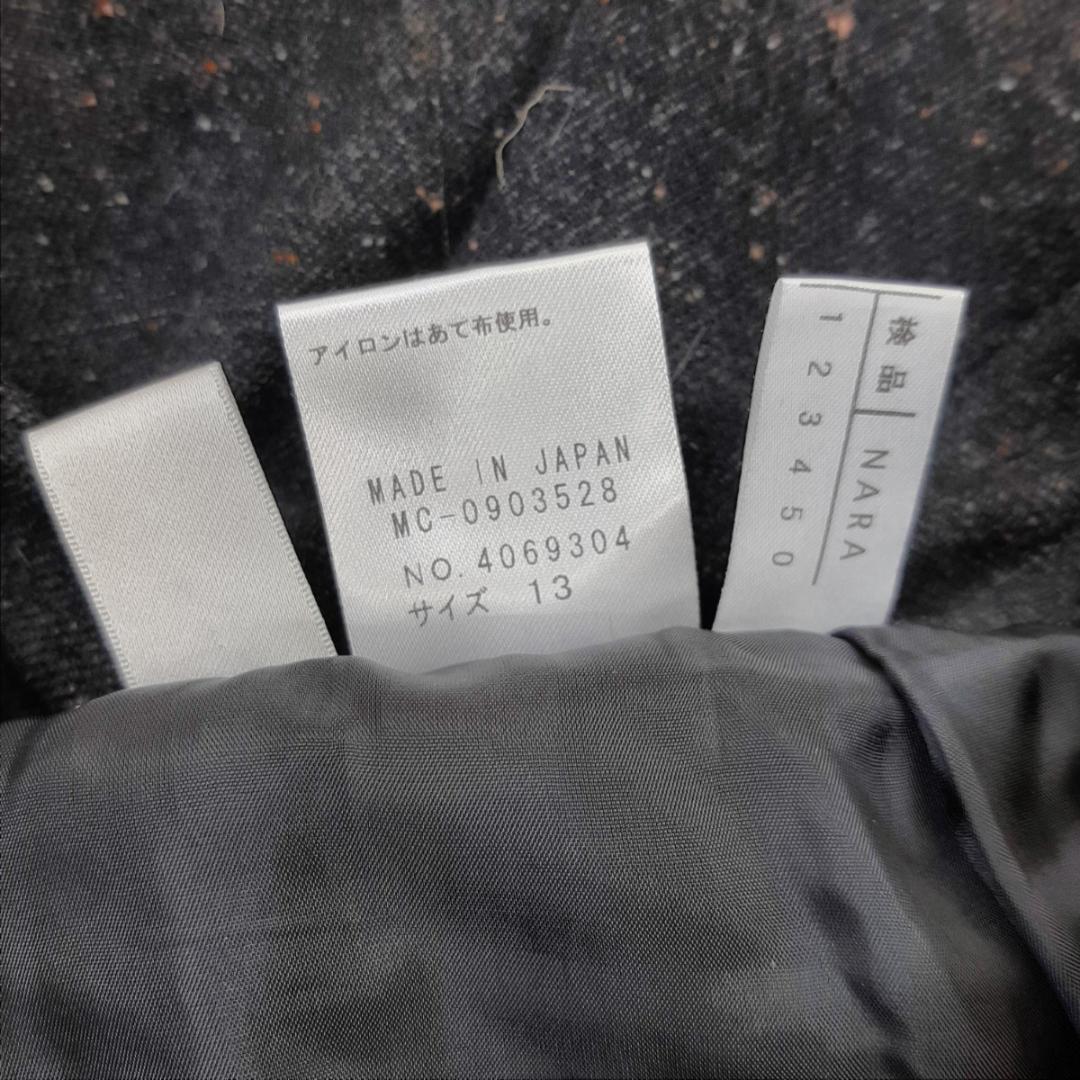 アイロンはあて布使用。
MADE IN JAPAN
MC-0903528
NO. 4069304
サイズ 13
検品 NARA
1 2 3 4 5 0